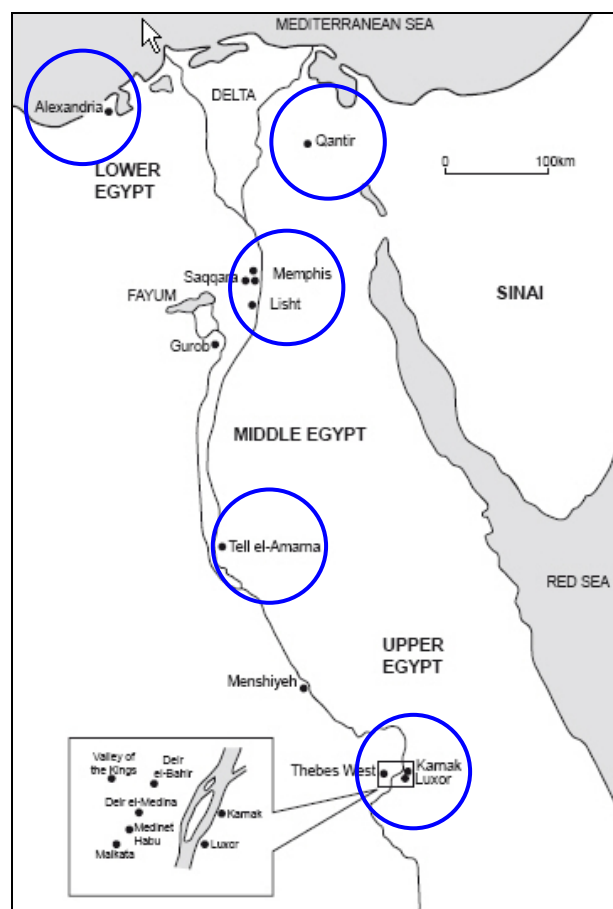 MEDITERRANEAN SEA
DELTA
Alexandria
Qantir
0 100km
LOWER
EGYPT
Saqqara
Memphis
Lisht
FAYUM
SINAI
Gurob
MIDDLE EGYPT
Tell el-Amarna
RED SEA
UPPER
EGYPT
Menshiyeh
Thebes West
Karnak
Luxor
Valley of
the Kings
Deir
el-Bahir
Deir el-Medina
Medinet
Habu
Malkata
Karnak
Luxor